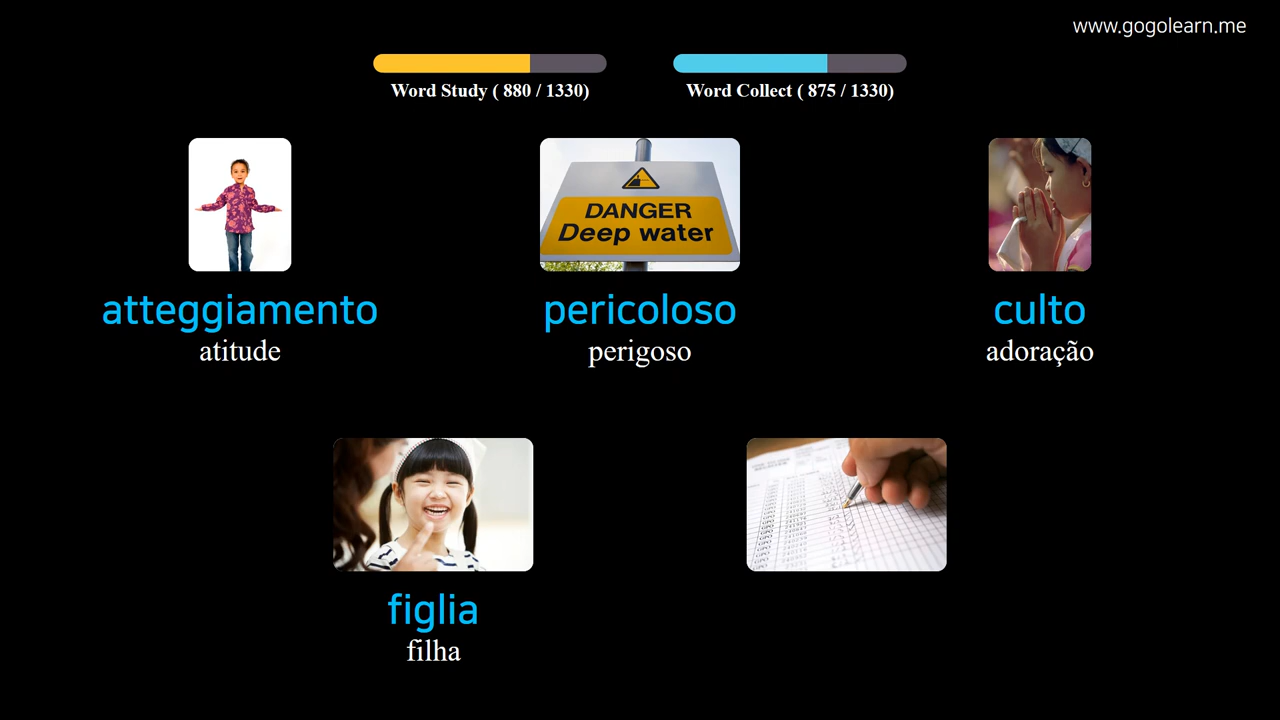 www.gogolearn.me
Word Study ( 880 / 1330)
Word Collect ( 875 / 1330)
DANGER
Deep water
atteggiamento
atitude
pericoloso
perigoso
culto
adoração
figlia
filha